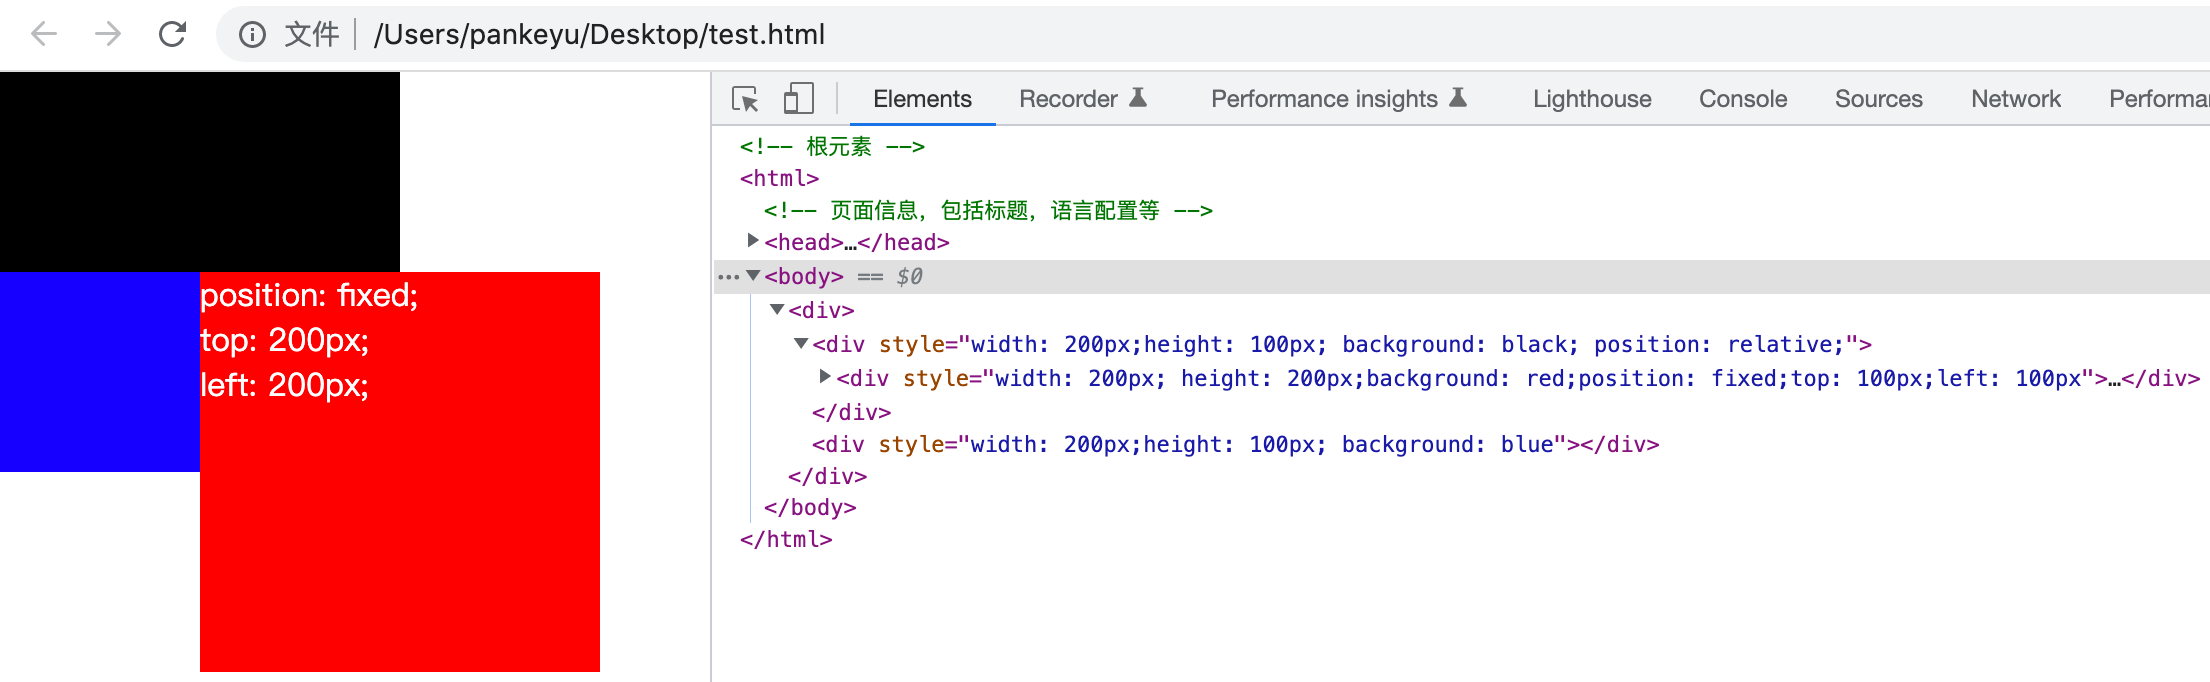 文件 /Users/pankeyu/Desktop/test.html
position: fixed;
top: 200px;
left: 200px;
Elements Recorder Performance insights Lighthouse Console Sources Network Performa
<!-- 根元素 -->
<html>
<!-- 页面信息，包括标题，语言配置等 -->
<head>…</head>
<body> == $0
<div>
<div style="width: 200px;height: 100px; background: black; position: relative;">
<div style="width: 200px; height: 200px;background: red;position: fixed;top: 100px;left: 100px">…</div>
</div>
<div style="width: 200px;height: 100px; background: blue"></div>
</div>
</body>
</html>